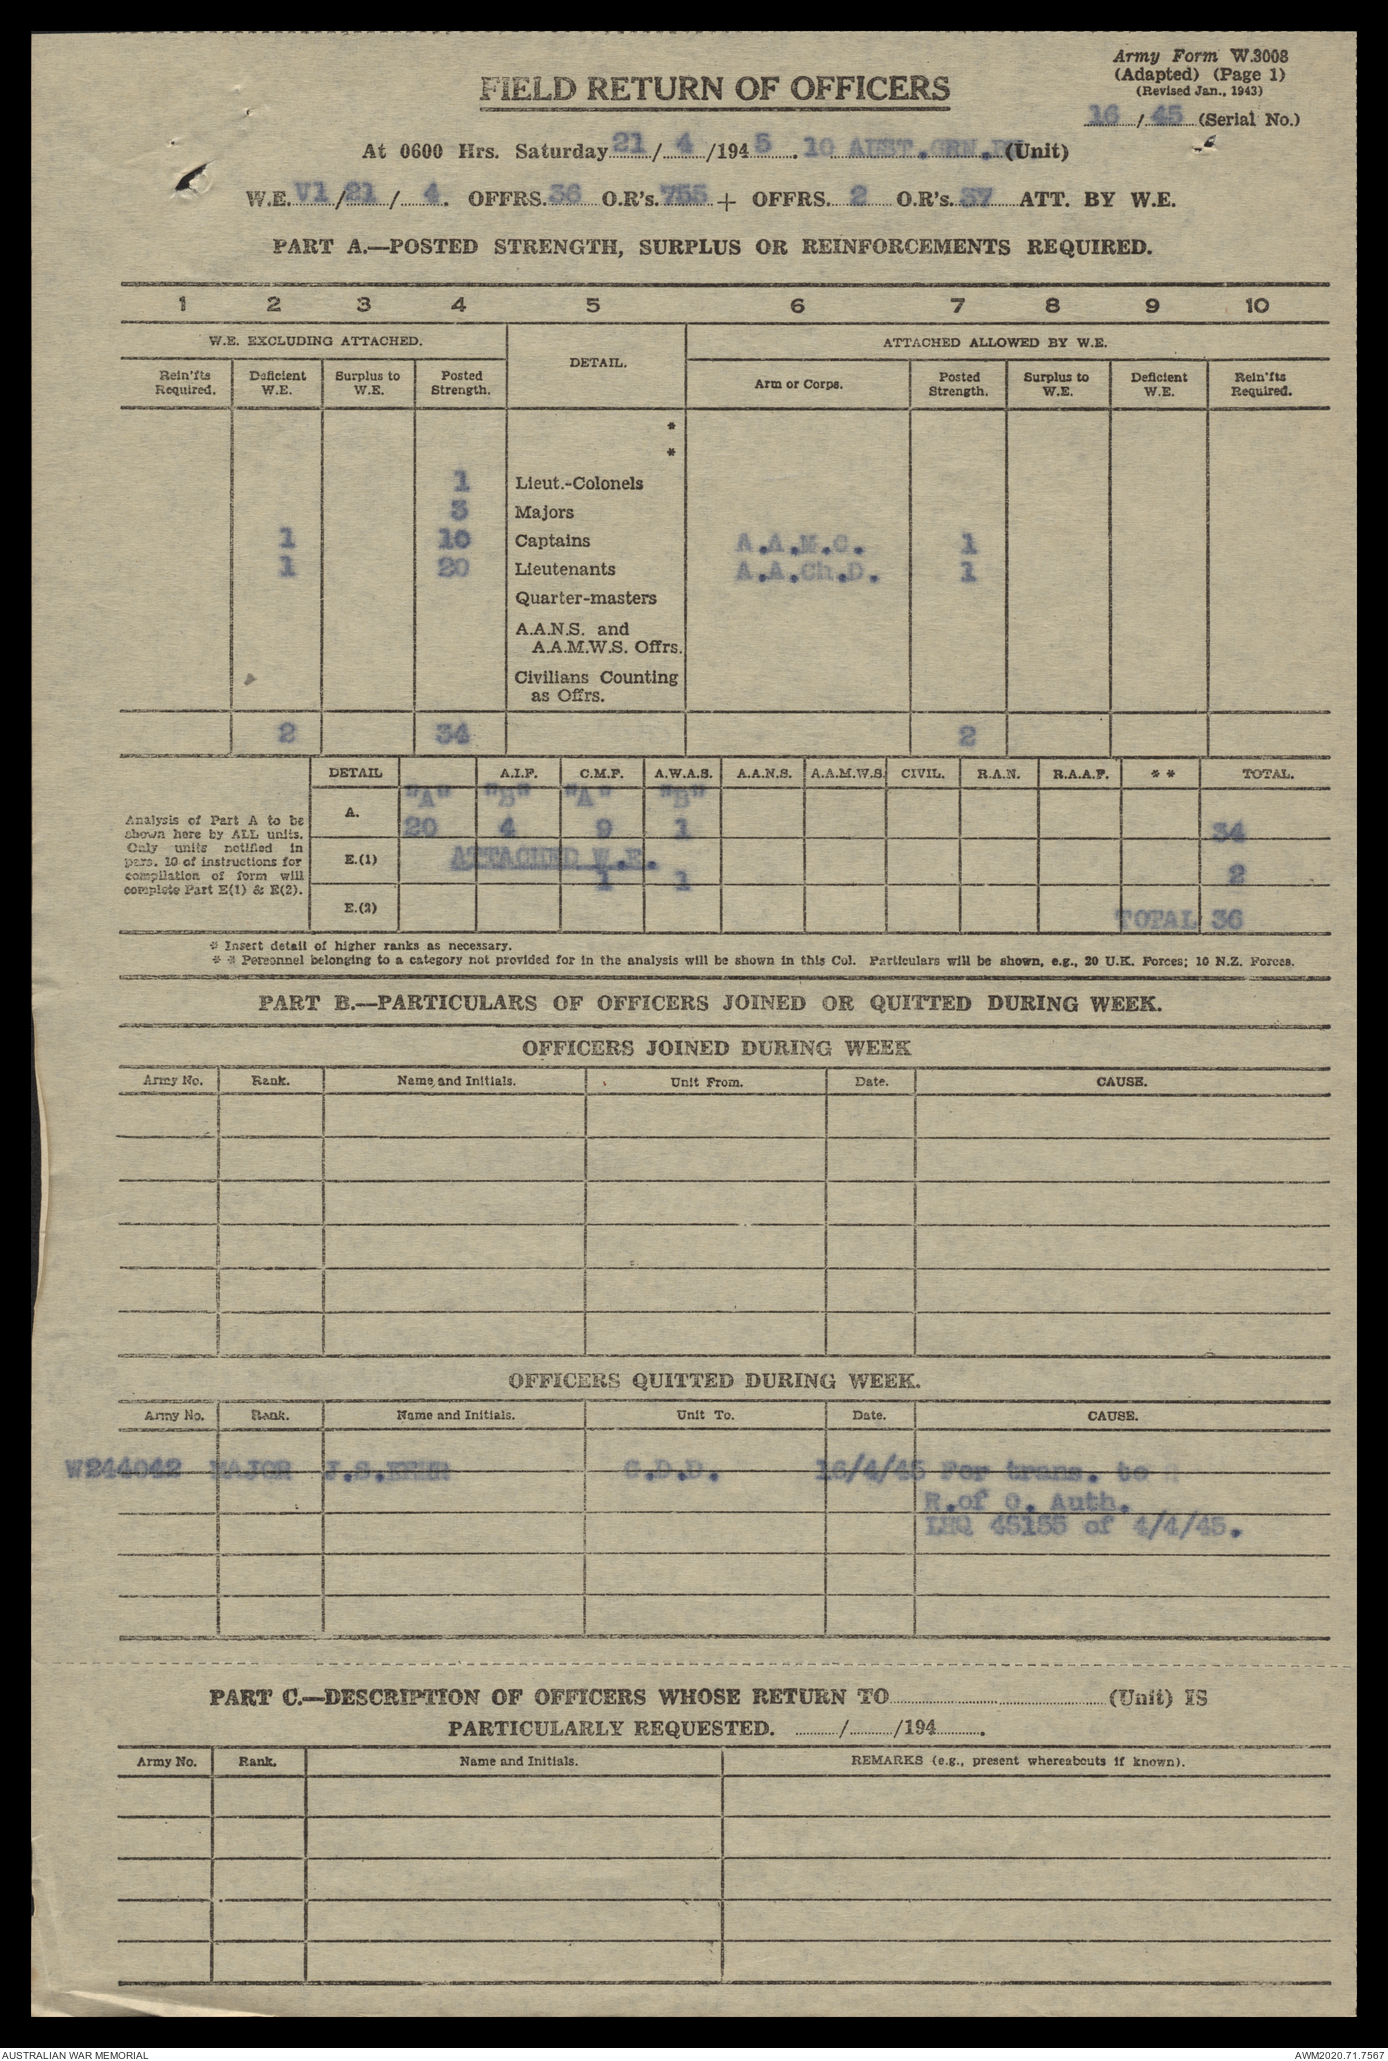 Army Form W.3008
(Adapted) (Page 1)
(Revised Jan., 1943)
FIELD RETURN OF OFFICERS
16/45 (Serial No.)
At 0600 Hrs. Saturday 21/4/1945. 10 AUST.GRN.BN (Unit)
W.E. V1/21/4. OFFRS. 36 O.R's. 755 + OFFRS. 2 O.R's. 37 ATT. BY W.E.
PART A.—POSTED STRENGTH, SURPLUS OR REINFORCEMENTS REQUIRED.
1 2 3 4 5 6 7 8 9 10
W.E. EXCLUDING ATTACHED. DETAIL. ATTACHED ALLOWED BY W.E.
Rein'fts Required. Deficient W.E. Surplus to W.E. Posted Strength. Arm or Corps. Posted Strength. Surplus to W.E. Deficient W.E. Rein'fts Required.
*
*
1 Lieut.-Colonels
3 Majors
1 10 Captains A.A.M.C. 1
1 20 Lieutenants A.A.Ch.D. 1
Quarter-masters
A.A.N.S. and
A.A.M.W.S. Offrs.
Civilians Counting
as Offrs.
2 34 2
DETAIL A.I.F. C.M.F. A.W.A.S. A.A.N.S. A.A.M.W.S. CIVIL. R.A.N. R.A.A.F. * * TOTAL.
Analysis of Part A to be
shown here by ALL units.
Only units notified in
para. 10 of instructions for
compilation of form will
complete Part E(1) & E(2).
A. "A" "B" "A" "B"
20 4 9 1 34
E.(1) ATTACHED W.E.
1 1 2
E.(2) TOTAL 36
* Insert detail of higher ranks as necessary.
* * Personnel belonging to a category not provided for in the analysis will be shown in this Col. Particulars will be shown, e.g., 20 U.K. Forces; 10 N.Z. Forces.
PART B.—PARTICULARS OF OFFICERS JOINED OR QUITTED DURING WEEK.
OFFICERS JOINED DURING WEEK
Army No. Rank. Name and Initials. Unit From. Date. CAUSE.
OFFICERS QUITTED DURING WEEK.
Army No. Rank. Name and Initials. Unit To. Date. CAUSE.
W244042 MAJOR J.S. G.D.D. 16/4/45 For trans. to
R.of O. Auth.
LHQ 45155 of 4/4/45.
PART C.—DESCRIPTION OF OFFICERS WHOSE RETURN TO (Unit) IS
PARTICULARLY REQUESTED. / /194 .
Army No. Rank. Name and Initials. REMARKS (e.g., present whereabouts if known).
AUSTRALIAN WAR MEMORIAL AWM2020.71.7567